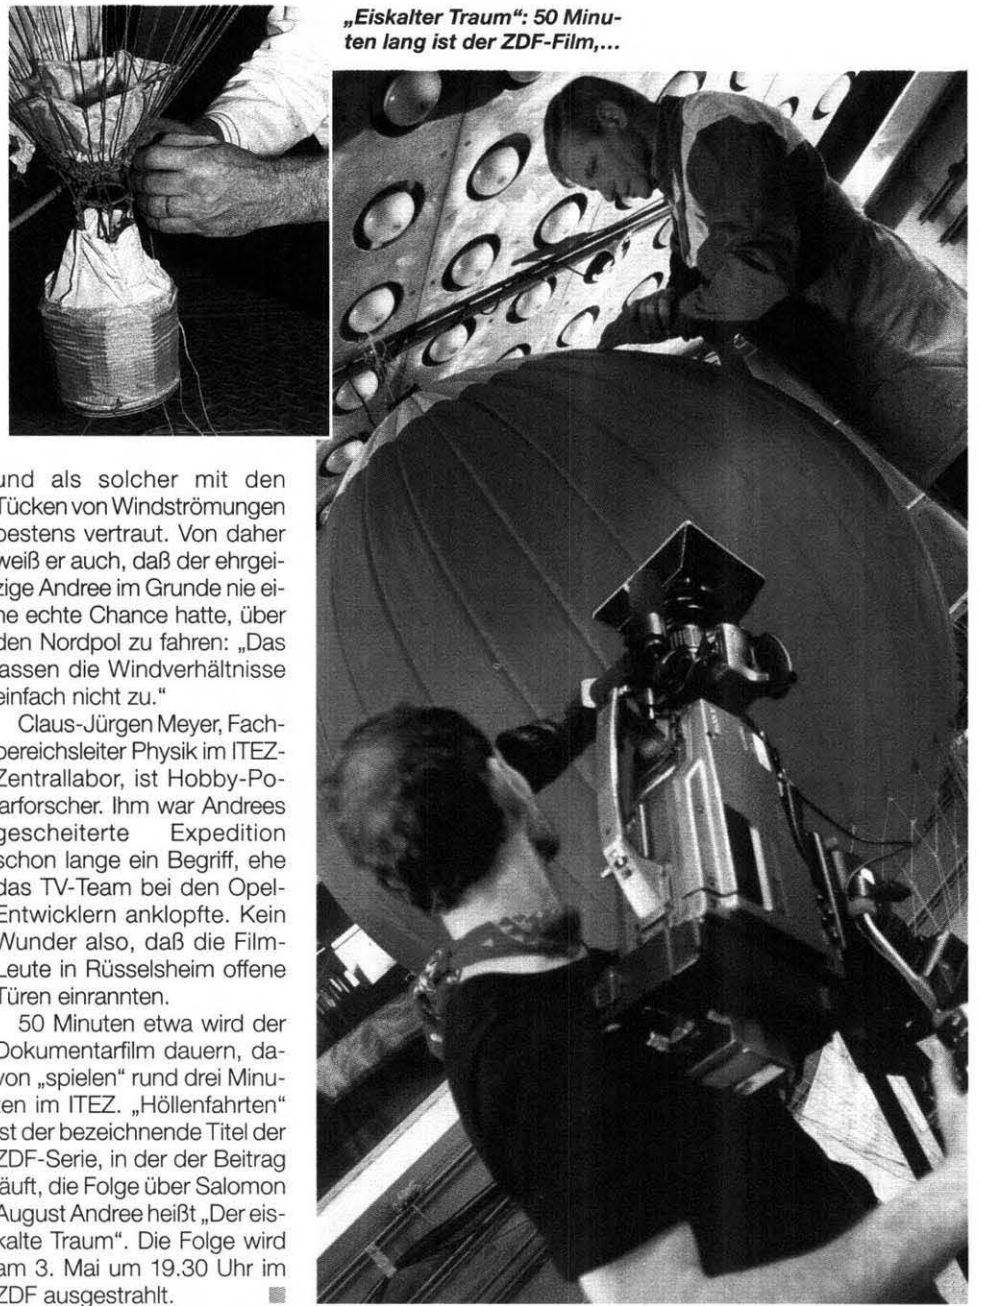 „Eiskalter Traum“: 50 Minu-
ten lang ist der ZDF-Film,...
und als solcher mit den
Tücken von Windströmungen
bestens vertraut. Von daher
weiß er auch, daß der ehrgei-
zige Andree im Grunde nie ei-
ne echte Chance hatte, über
den Nordpol zu fahren: „Das
lassen die Windverhältnisse
einfach nicht zu.“
Claus-Jürgen Meyer, Fach-
bereichsleiter Physik im ITEZ-
Zentrallabor, ist Hobby-Po-
larforscher. Ihm war Andrees
gescheiterte Expedition
schon lange ein Begriff, ehe
das TV-Team bei den Opel-
Entwicklern anklopfte. Kein
Wunder also, daß die Film-
Leute in Rüsselsheim offene
Türen einrannten.
50 Minuten etwa wird der
Dokumentarfilm dauern, da-
von „spielen“ rund drei Minu-
ten im ITEZ. „Höllenfahrten“
ist der bezeichnende Titel der
ZDF-Serie, in der der Beitrag
läuft, die Folge über Salomon
August Andree heißt „Der eis-
kalte Traum“. Die Folge wird
am 3. Mai um 19.30 Uhr im
ZDF ausgestrahlt.